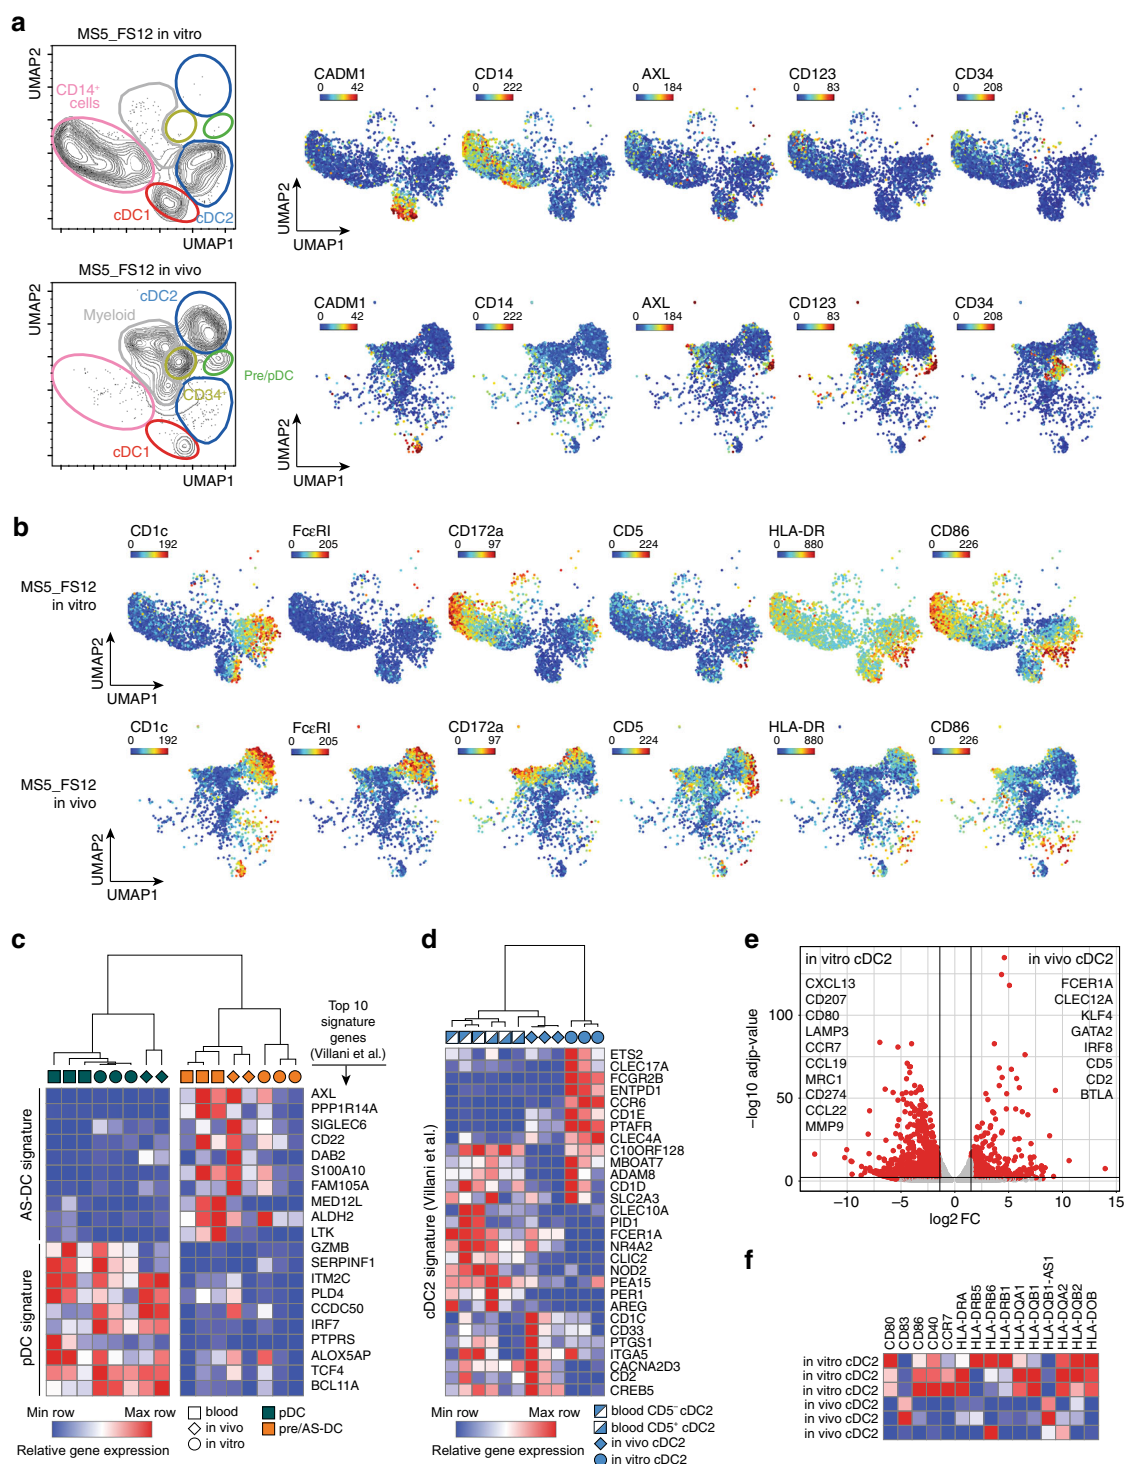 a
MS5_FS12 in vitro
UMAP2
CD14+
cells
cDC1
cDC2
UMAP1
CADM1
0 42
CD14
0 222
AXL
0 184
CD123
0 83
CD34
0 208
UMAP2
UMAP1
MS5_FS12 in vivo
UMAP2
cDC2
Myeloid
Pre/pDC
CD34+
cDC1
UMAP1
CADM1
0 42
CD14
0 222
AXL
0 184
CD123
0 83
CD34
0 208
UMAP2
UMAP1
b
MS5_FS12
in vitro
CD1c
0 192
FcεRI
0 205
CD172a
0 97
CD5
0 224
HLA-DR
0 880
CD86
0 226
UMAP2
UMAP1
MS5_FS12
in vivo
CD1c
0 192
FcεRI
0 205
CD172a
0 97
CD5
0 224
HLA-DR
0 880
CD86
0 226
UMAP2
UMAP1
c
Top 10
signature
genes
(Villani et al.)
AS-DC signature
AXL
PPP1R14A
SIGLEC6
CD22
DAB2
S100A10
FAM105A
MED12L
ALDH2
LTK
pDC signature
GZMB
SERPINF1
ITM2C
PLD4
CCDC50
IRF7
PTPRS
ALOX5AP
TCF4
BCL11A
Min row Max row
Relative gene expression
blood
in vivo
in vitro
pDC
pre/AS-DC
d
cDC2 signature (Villani et al.)
ETS2
CLEC17A
FCGR2B
ENTPD1
CCR6
CD1E
PTAFR
CLEC4A
C10ORF128
MBOAT7
ADAM8
CD1D
SLC2A3
CLEC10A
PID1
FCER1A
NR4A2
CLIC2
NOD2
PEA15
PER1
AREG
CD1C
CD33
PTGS1
ITGA5
CACNA2D3
CD2
CREB5
Min row Max row
Relative gene expression
blood CD5− cDC2
blood CD5+ cDC2
in vivo cDC2
in vitro cDC2
e
in vitro cDC2
in vivo cDC2
CXCL13
CD207
CD80
LAMP3
CCR7
CCL19
MRC1
CD274
CCL22
MMP9
FCER1A
CLEC12A
KLF4
GATA2
IRF8
CD5
CD2
BTLA
−log10 adjp-value
100
50
0
−10 −5 0 5 10 15
log2 FC
f
CD80
CD83
CD86
CD40
CCR7
HLA-DRA
HLA-DRB5
HLA-DRB6
HLA-DRB1
HLA-DQA1
HLA-DQB1
HLA-DQB1-AS1
HLA-DQA2
HLA-DQB2
HLA-DOB
in vitro cDC2
in vitro cDC2
in vitro cDC2
in vivo cDC2
in vivo cDC2
in vivo cDC2